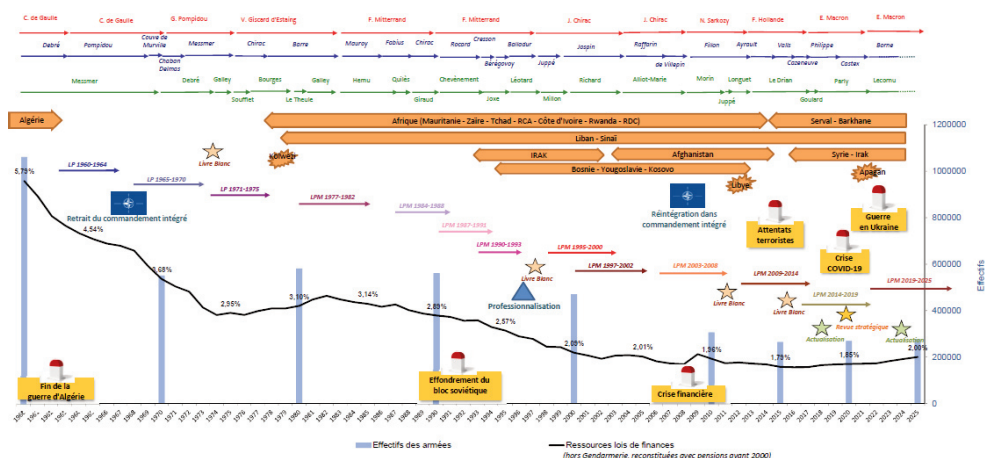 C. de Gaulle C. de Gaulle G. Pompidou V. Giscard d'Estaing F. Mitterrand F. Mitterrand J. Chirac J. Chirac N. Sarkozy F. Hollande E. Macron E. Macron
Debré Pompidou Couve de Murville Chaban Delmas Messmer Chirac Barre Mauroy Fabius Chirac Rocard Cresson Bérégovoy Balladur Juppé Jospin Raffarin de Villepin Fillon Ayrault Valls Cazeneuve Philippe Castex Borne
Messmer Debré Galley Soufflet Bourges Le Theule Galley Hernu Quilès Giraud Chevènement Joxe Léotard Millon Richard Alliot-Marie Morin Juppé Longuet Le Drian Goulard Parly Lecornu
Algérie
Afrique (Mauritanie - Zaïre - Tchad - RCA - Côte d'Ivoire - Rwanda - RDC)
Serval - Barkhane
Liban - Sinaï
Kolwezi
IRAK
Afghanistan
Syrie - Irak
Bosnie - Yougoslavie - Kosovo
Libye
Apagan
Livre Blanc
LP 1960-1964
LP 1965-1970
LP 1971-1975
LPM 1977-1982
LPM 1984-1988
LPM 1987-1991
LPM 1990-1993
LPM 1995-2000
LPM 1997-2002
LPM 2003-2008
LPM 2009-2014
LPM 2014-2019
LPM 2019-2025
Retrait du commandement intégré
Réintégration dans
commandement intégré
Attentats
terroristes
Guerre
en Ukraine
Crise
COVID-19
Livre Blanc
Livre Blanc
Livre Blanc
Professionnalisation
Revue stratégique
Actualisation
Actualisation
5,79%
4,54%
3,68%
2,95%
3,10%
3,14%
2,89%
2,57%
2,09%
2,01%
1,96%
1,79%
1,85%
2,00%
Fin de la
guerre d'Algérie
Effondrement du
bloc soviétique
Crise financière
1200000
1000000
800000
600000
400000
200000
0
Effectifs
Effectifs des armées
Ressources lois de finances
(hors Gendarmerie, reconstituées avec pensions avant 2000)